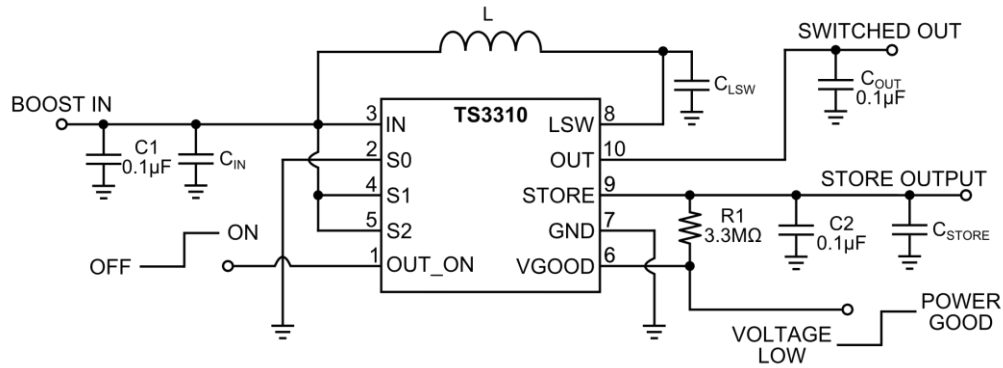 L
SWITCHED OUT
C_LSW
C_OUT
0.1µF
BOOST IN
TS3310
3
IN
LSW
8
C1
0.1µF
C_IN
2
S0
OUT
10
4
S1
STORE
9
STORE OUTPUT
5
S2
GND
7
R1
3.3MΩ
C2
0.1µF
C_STORE
ON
OFF
1
OUT_ON
VGOOD
6
POWER
GOOD
VOLTAGE
LOW